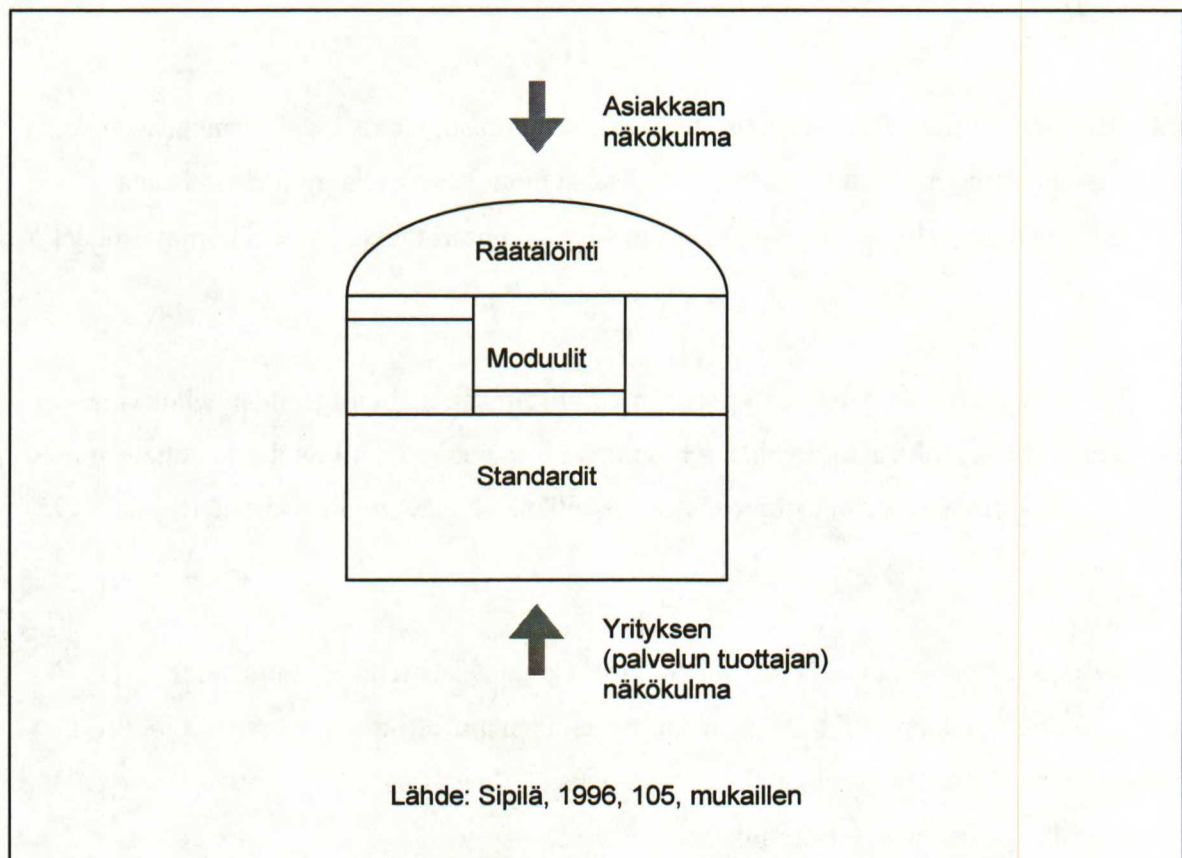 Asiakkaan
näkökulma
Räätälöinti
Moduulit
Standardit
Yrityksen
(palvelun tuottajan)
näkökulma
Lähde: Sipilä, 1996, 105, mukaillen